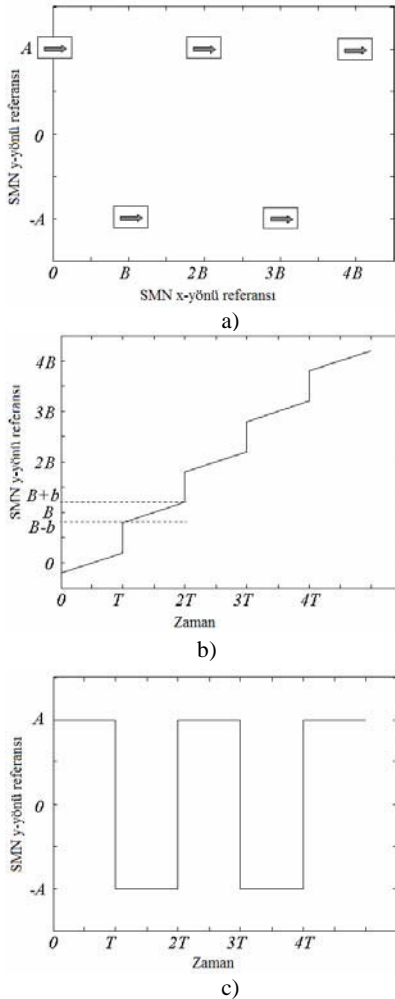 SMN y-yönü referansı
A
0
-A
0 B 2B 3B 4B
SMN x-yönü referansı
a)
SMN y-yönü referansı
4B
3B
2B
B+b
B
B-b
0
0 T 2T 3T 4T
Zaman
b)
SMN y-yönü referansı
A
0
-A
0 T 2T 3T 4T
Zaman
c)